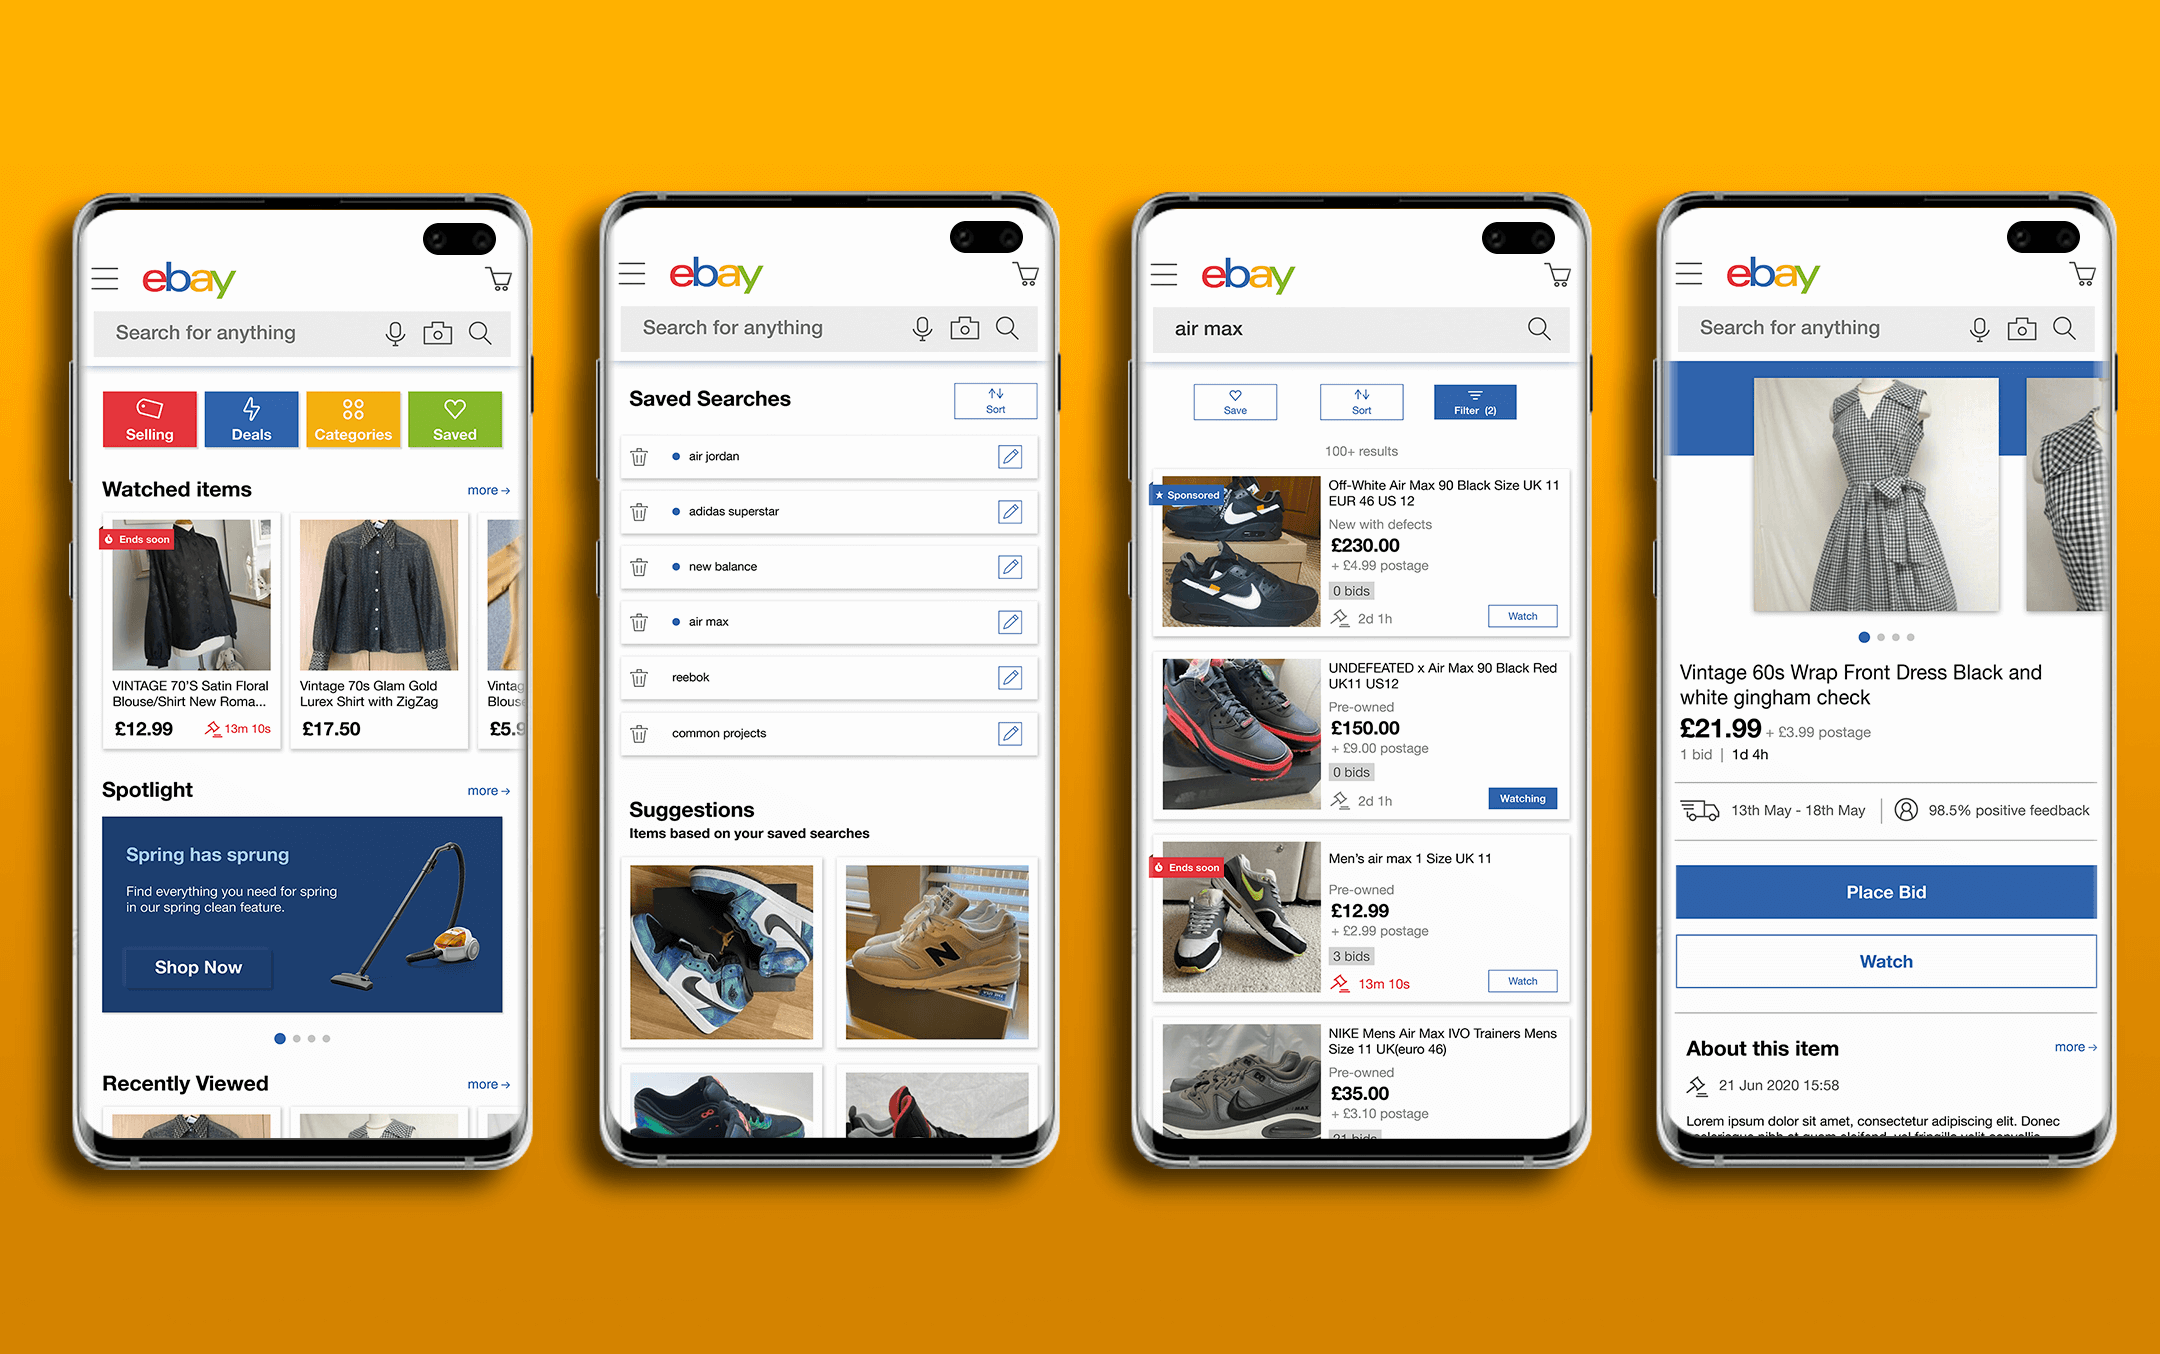 ebay
Search for anything
Selling
Deals
Categories
Saved
Watched items
more →
Ends soon
VINTAGE 70'S Satin Floral
Blouse/Shirt New Roma...
£12.99
13m 10s
Vintage 70s Glam Gold
Lurex Shirt with ZigZag
£17.50
Vintag
Blouse
£5.9
Spotlight
more →
Spring has sprung
Find everything you need for spring
in our spring clean feature.
Shop Now
Recently Viewed
more →
ebay
Search for anything
Saved Searches
Sort
air jordan
adidas superstar
new balance
air max
reebok
common projects
Suggestions
Items based on your saved searches
N
ebay
air max
Save
Sort
Filter (2)
100+ results
Sponsored
Off-White Air Max 90 Black Size UK 11
EUR 46 US 12
New with defects
£230.00
+ £4.99 postage
0 bids
2d 1h
Watch
UNDEFEATED x Air Max 90 Black Red
UK11 US12
Pre-owned
£150.00
+ £9.00 postage
0 bids
2d 1h
Watching
Ends soon
Men's air max 1 Size UK 11
Pre-owned
£12.99
+ £2.99 postage
3 bids
13m 10s
Watch
NIKE Mens Air Max IVO Trainers Mens
Size 11 UK(euro 46)
Pre-owned
£35.00
+ £3.10 postage
21 bids
ebay
Search for anything
Vintage 60s Wrap Front Dress Black and
white gingham check
£21.99 + £3.99 postage
1 bid | 1d 4h
13th May - 18th May
98.5% positive feedback
Place Bid
Watch
About this item
more →
21 Jun 2020 15:58
Lorem ipsum dolor sit amet, consectetur adipiscing elit. Donec